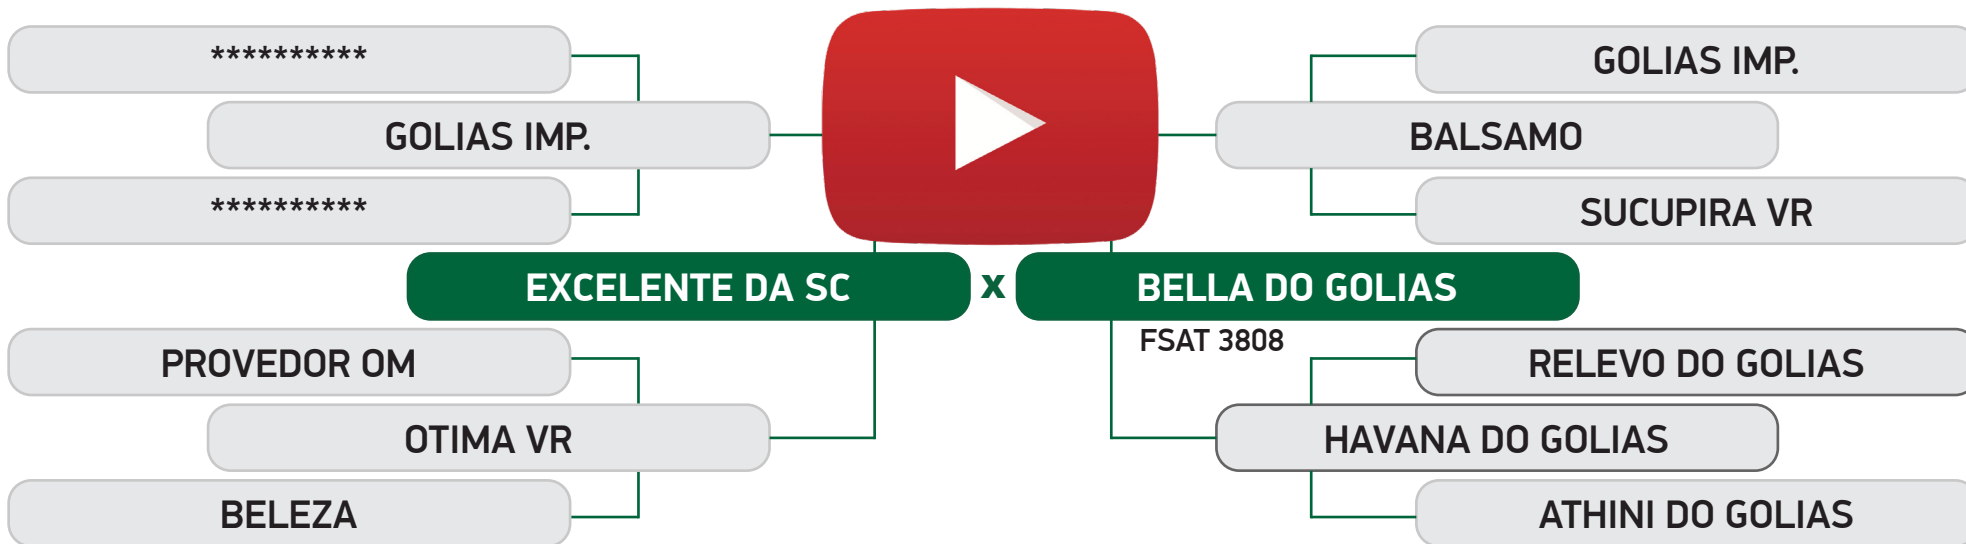 **********
GOLIAS IMP.
**********
EXCELENTE DA SC
PROVEDOR OM
OTIMA VR
BELEZA
x
GOLIAS IMP.
BALSAMO
SUCUPIRA VR
BELLA DO GOLIAS
FSAT 3808
RELEVO DO GOLIAS
HAVANA DO GOLIAS
ATHINI DO GOLIAS